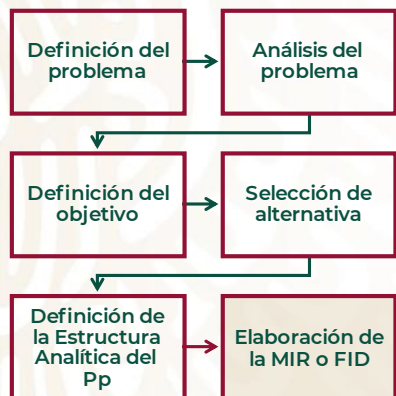 Definición del
problema
Análisis del
problema
Definición del
objetivo
Selección de
alternativa
Definición de
la Estructura
Analítica del
Pp
Elaboración de
la MIR o FID